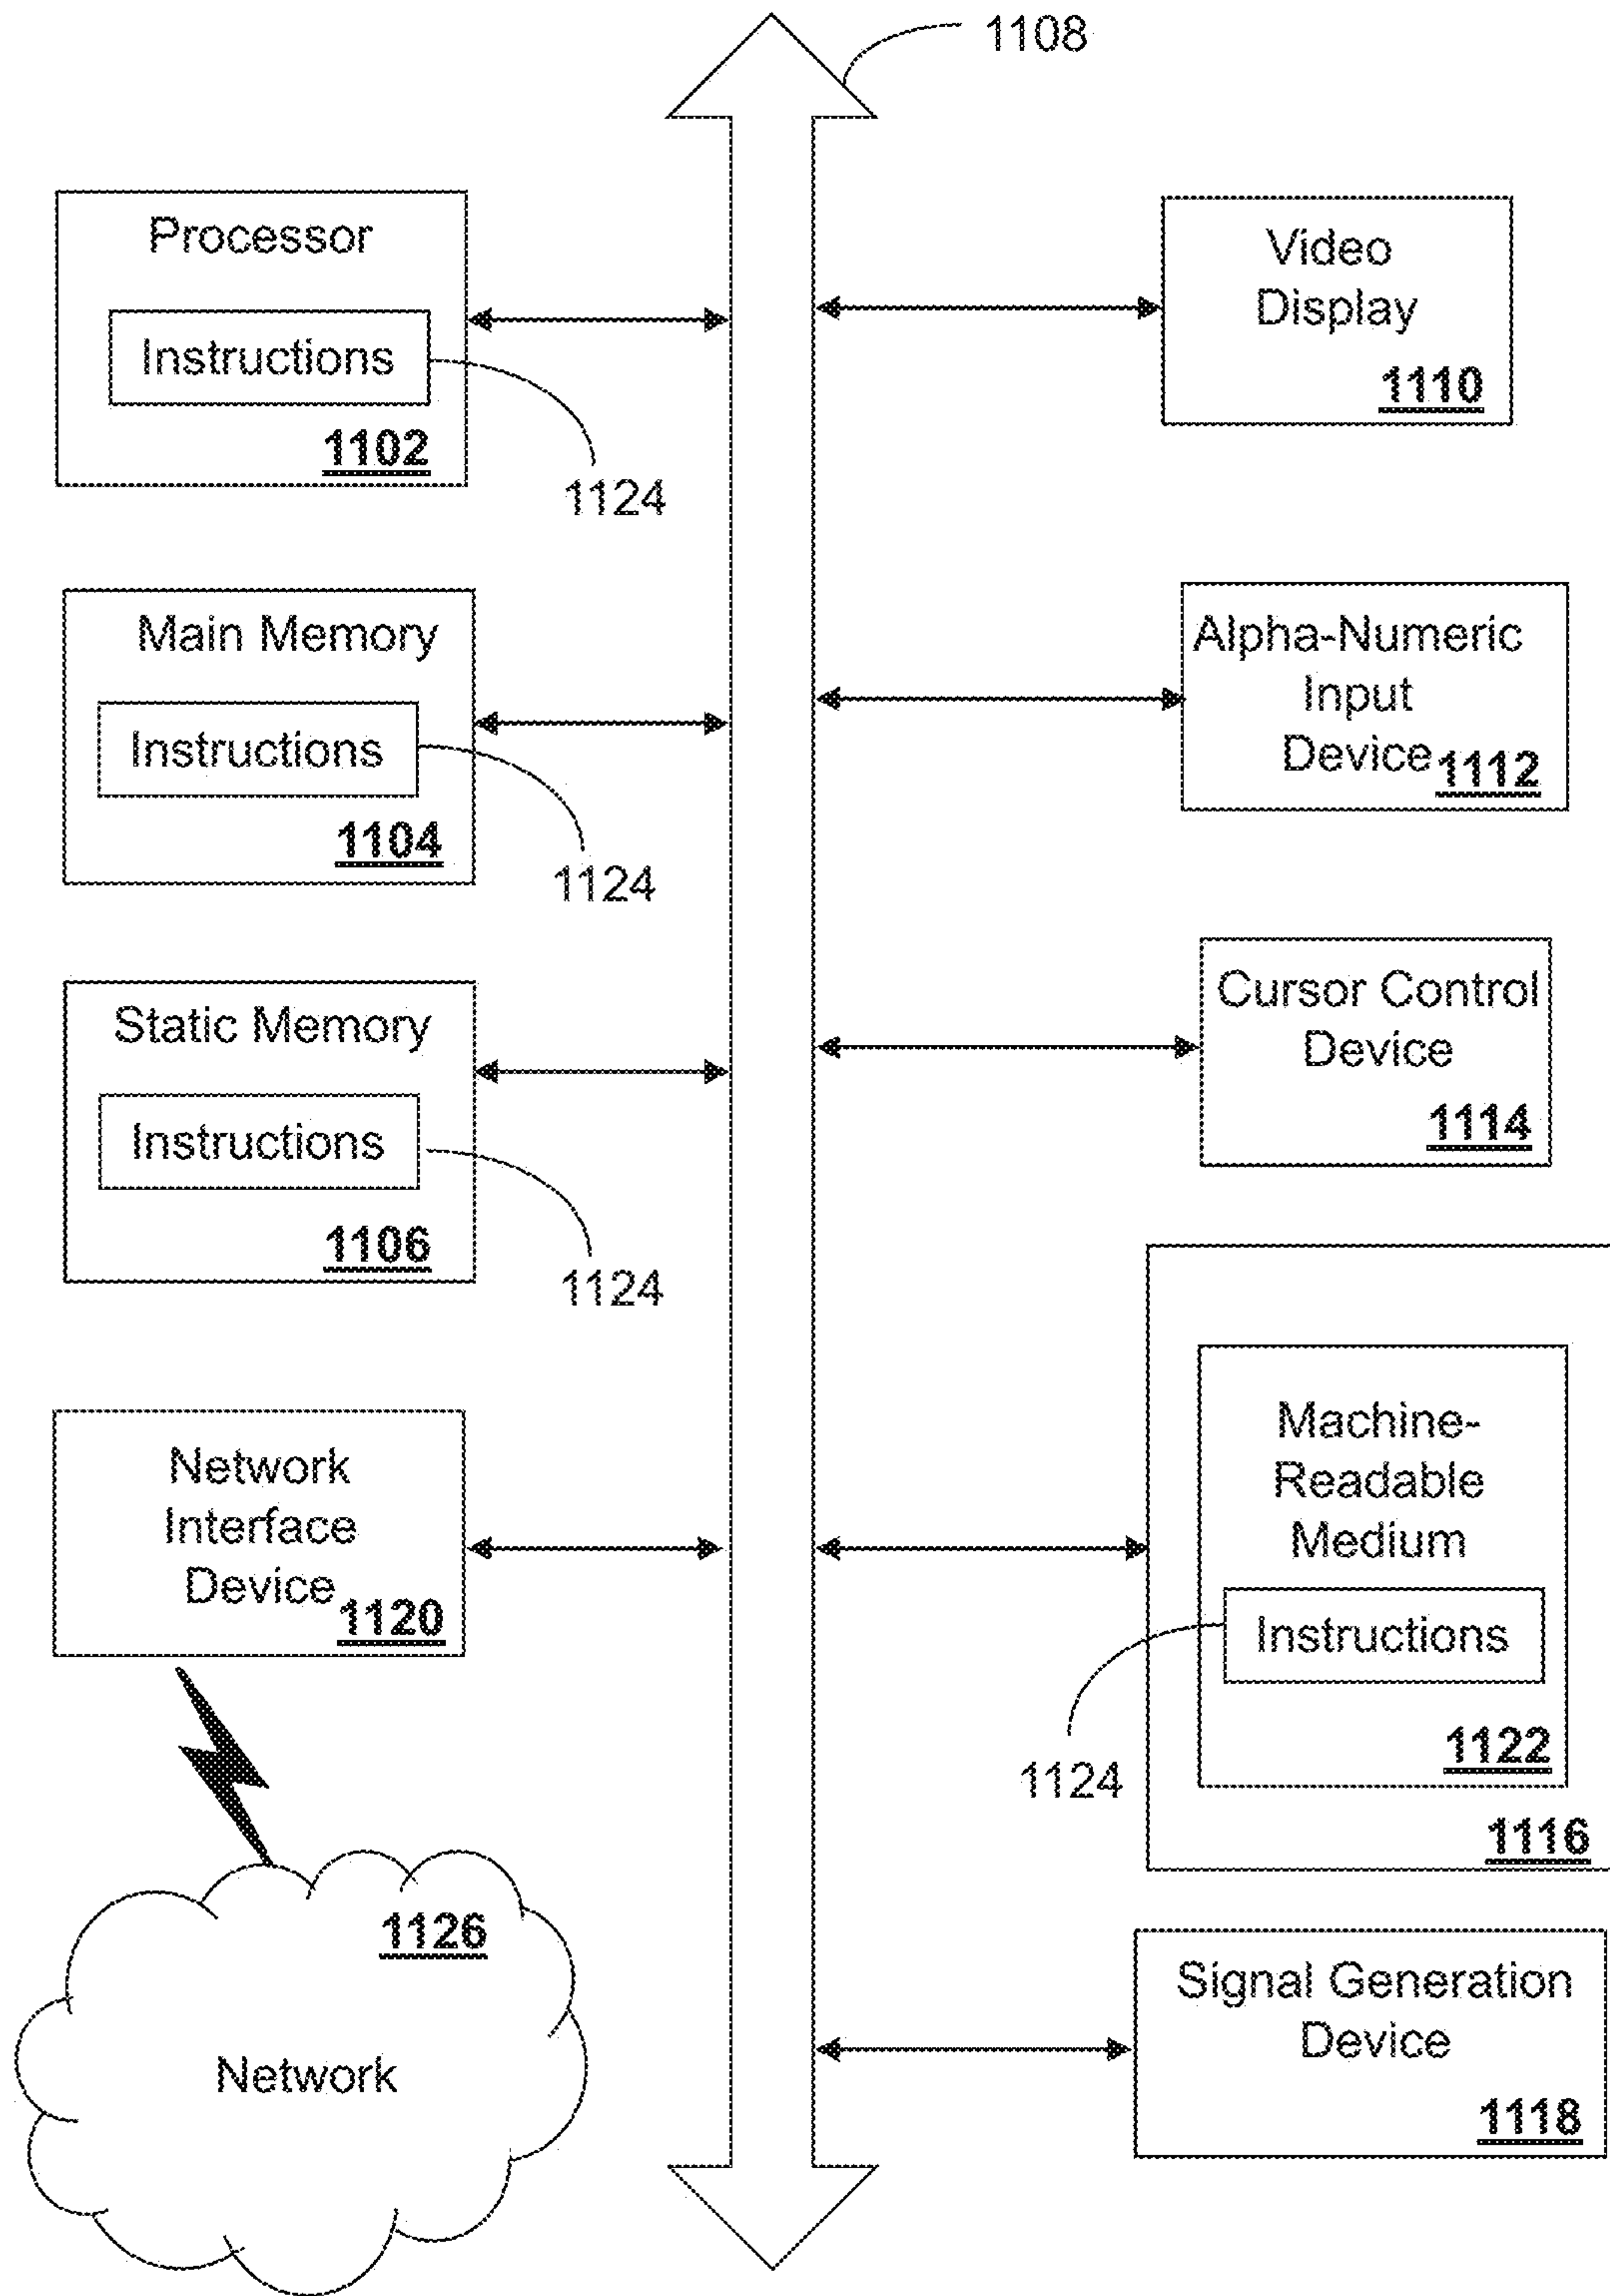 1108
Processor
Instructions
1102
1124
Main Memory
Instructions
1104
1124
Static Memory
Instructions
1106
1124
Network
Interface
Device
1120
1126
Network
Video
Display
1110
Alpha-Numeric
Input
Device
1112
Cursor Control
Device
1114
Machine-
Readable
Medium
Instructions
1124
1122
1116
Signal Generation
Device
1118